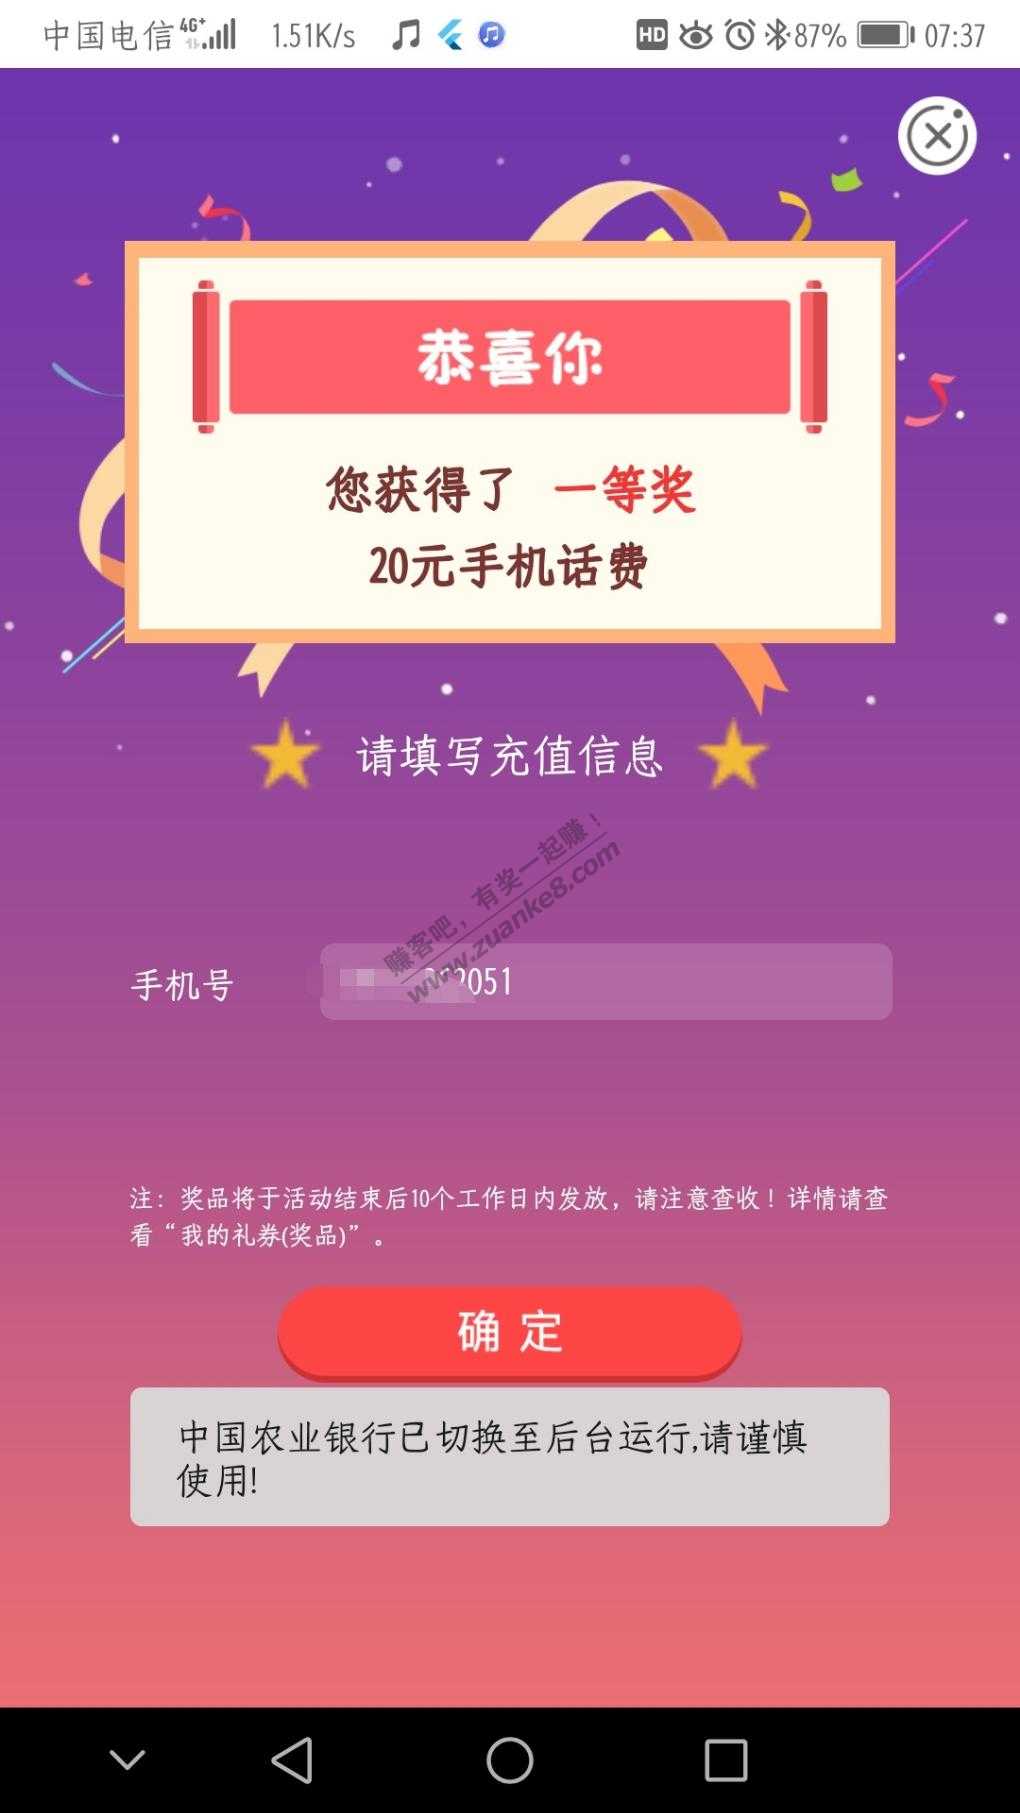 中国电信 4G+ 1.51K/s HD 87% 07:37
恭喜你
您获得了 一等奖
20元手机话费
请填写充值信息
赚客吧，有奖一起赚！
www.zuanke8.com
手机号 2051
注：奖品将于活动结束后10个工作日内发放，请注意查收！详情请查
看“我的礼券(奖品)”。
确定
中国农业银行已切换至后台运行,请谨慎
使用!